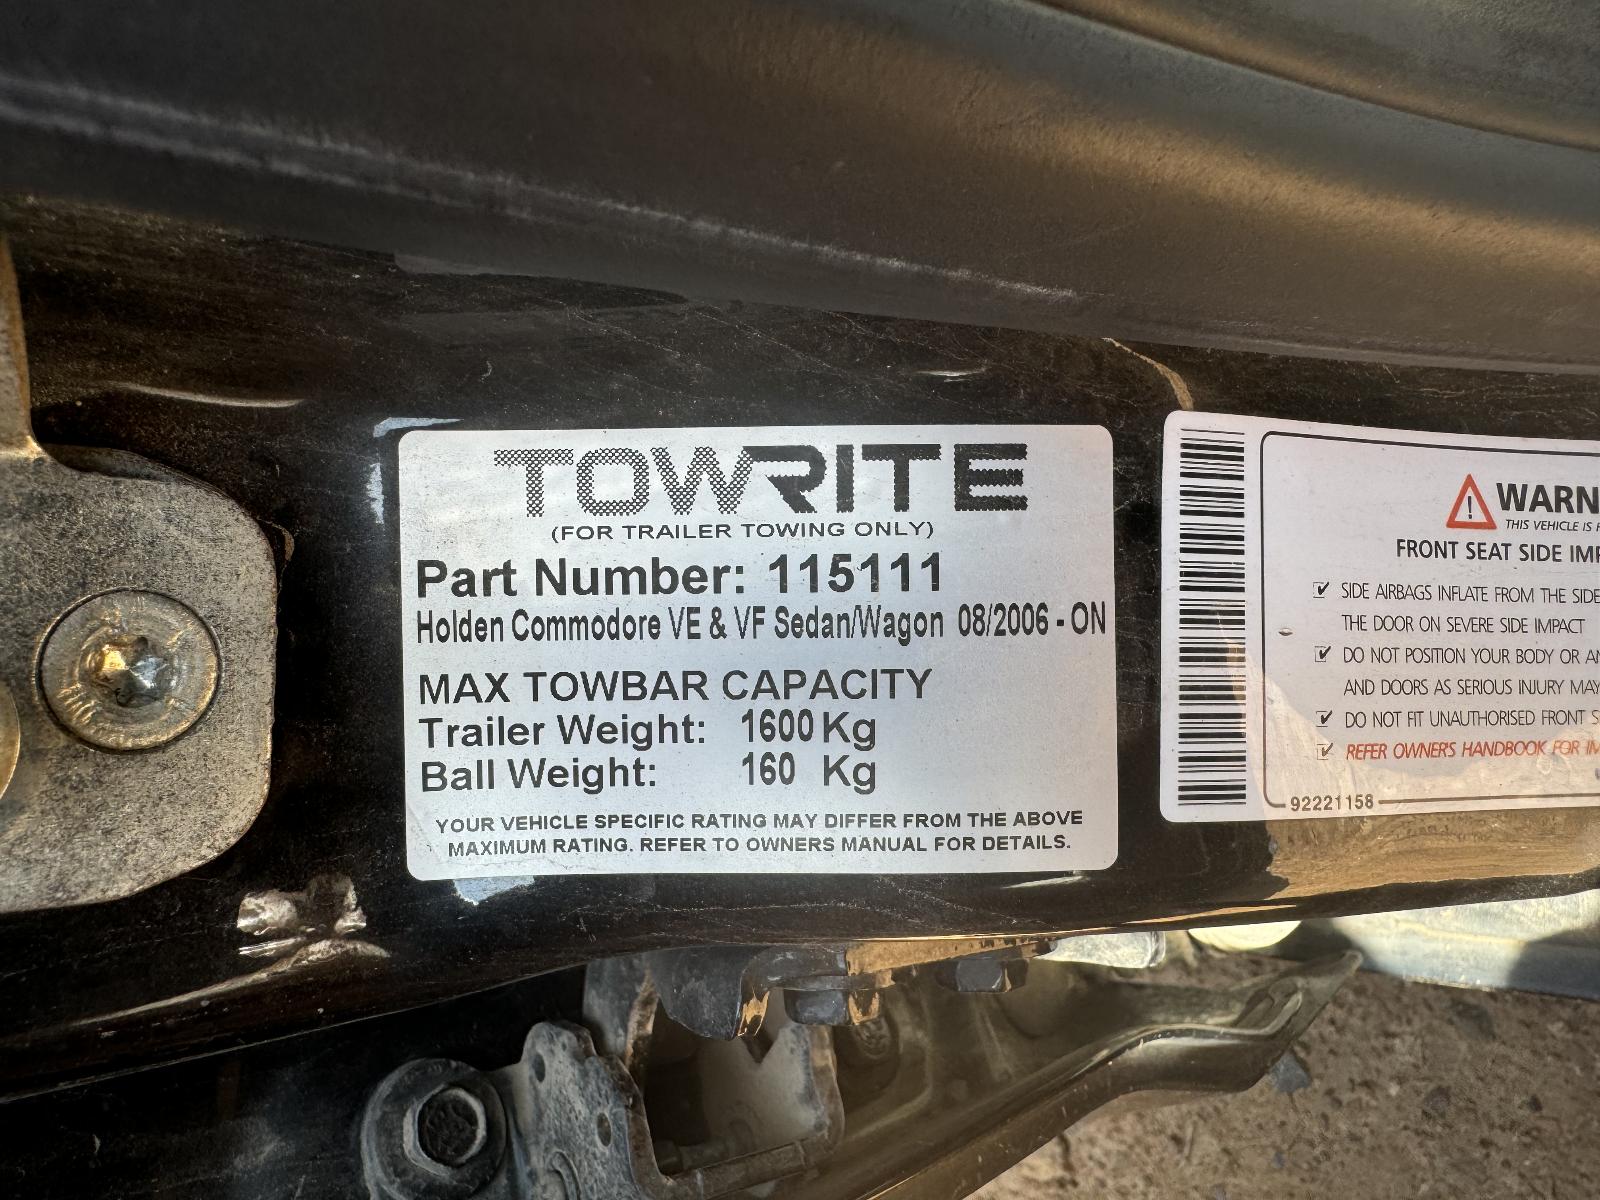 TOWRITE
(FOR TRAILER TOWING ONLY)
Part Number: 115111
Holden Commodore VE & VF Sedan/Wagon 08/2006 - ON
MAX TOWBAR CAPACITY
Trailer Weight: 1600 Kg
Ball Weight: 160 Kg
YOUR VEHICLE SPECIFIC RATING MAY DIFFER FROM THE ABOVE
MAXIMUM RATING. REFER TO OWNERS MANUAL FOR DETAILS.
THIS VEHICLE IS
FRONT SEAT SIDE
SIDE AIRBAGS INFLATE FROM THE SIDE
THE DOOR ON SEVERE SIDE IMPACT
DO NOT POSITION YOUR BODY OR
AND DOORS AS SERIOUS INJURY MAY
DO NOT FIT UNAUTHORISED FRONT
REFER OWNERS HANDBOOK FOR
92221158